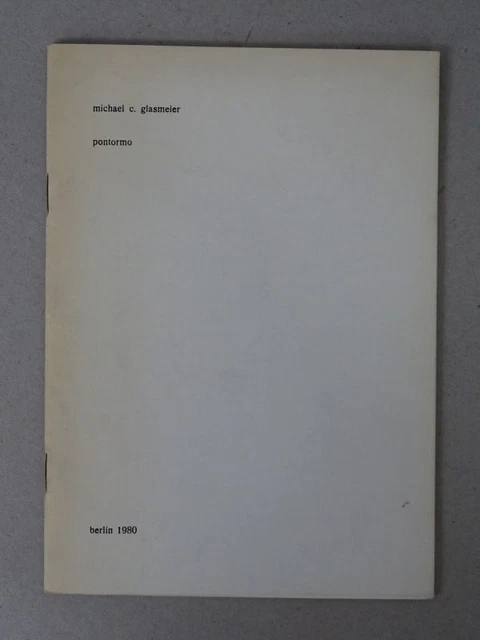 michael c. glasmeier
pontormo
berlin 1980